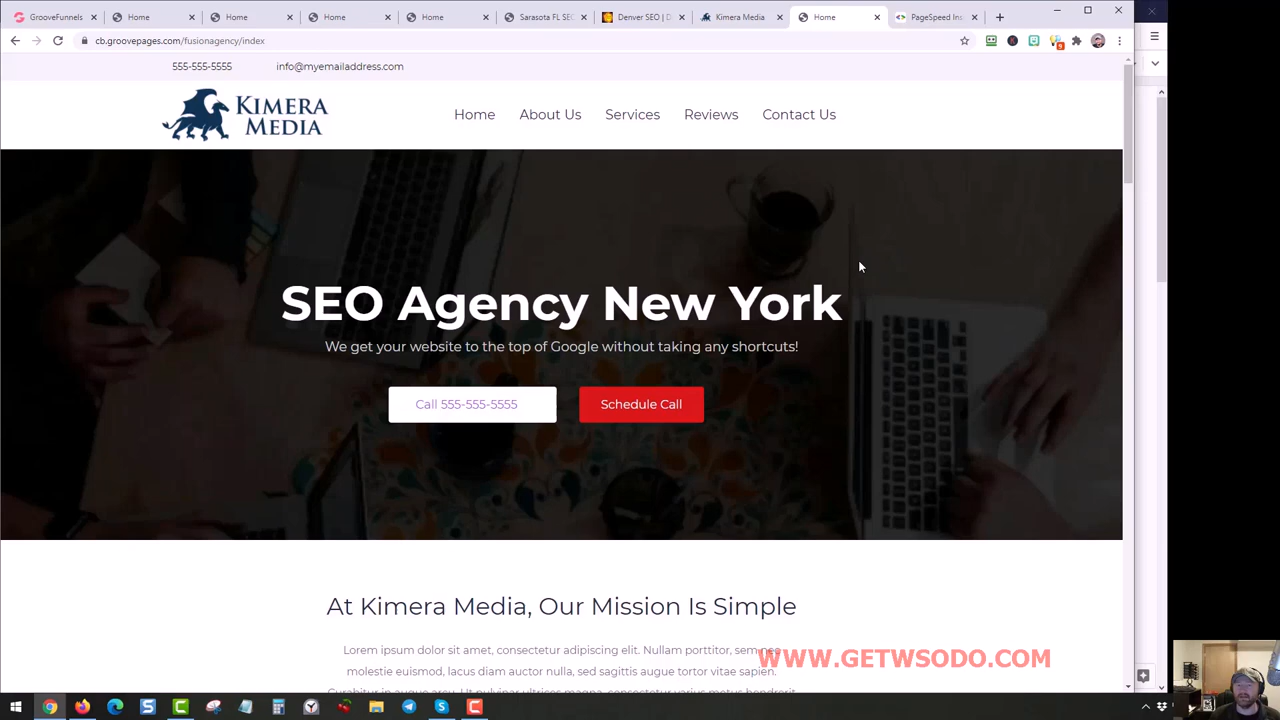 GrooveFunnels
Home
Home
Home
Home
Sarasota FL SEO
Denver SEO | D
Kimera Media
Home
PageSpeed Ins
cb.groovepages.com/fusionagency/index
9
555-555-5555
info@myemailaddress.com
KIMERA
MEDIA
Home
About Us
Services
Reviews
Contact Us
SEO Agency New York
We get your website to the top of Google without taking any shortcuts!
Call 555-555-5555
Schedule Call
At Kimera Media, Our Mission Is Simple
Lorem ipsum dolor sit amet, consectetur adipiscing elit. Nullam porttitor, sem nec
molestie euismod, lacus diam auctor nulla, sed sagittis augue tortor vitae sapien.
WWW.GETWSODO.COM